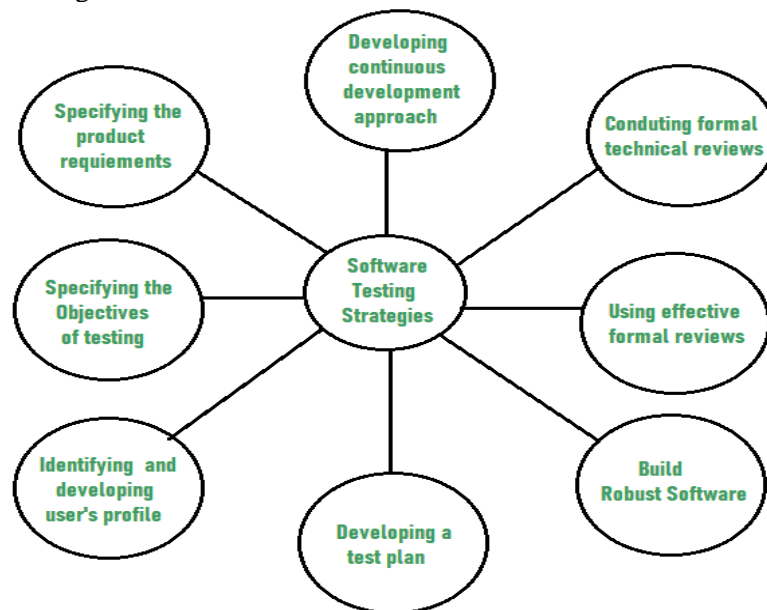 Developing
continuous
development
approach
Specifying the
product
requiements
Conduting formal
technical reviews
Software
Testing
Strategies
Specifying the
Objectives
of testing
Using effective
formal reviews
Identifying and
developing
user's profile
Build
Robust Software
Developing a
test plan